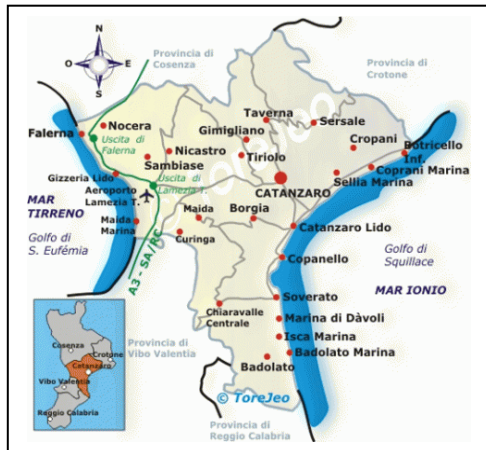 N
O
E
S
Provincia di
Cosenza
Provincia di
Crotone
Falerna
Nocera
Uscita di
Falerna
Taverna
Sersale
Gimigliano
Cropani
Nicastro
Sambiase
Tiriolo
Botricello
Inf.
Coprani Marina
Gizzeria Lido
Uscita di
Lamezia T.
Sellia Marina
Aeroporto
Lamezia T.
CATANZARO
MAR
TIRRENO
Maida
Borgia
Maida
Marina
Catanzaro Lido
Golfo di
S. Eufémia
Curinga
Golfo di
Squillace
A3 - SA/RC
Copanello
MAR IONIO
Soverato
Chiaravalle
Centrale
Marina di Dàvoli
Provincia di
Vibo Valentia
Isca Marina
Badolato Marina
Badolato
Cosenza
Crotone
Catanzaro
Vibo Valentia
Reggio Calabria
© ToreJeo
Provincia di
Reggio Calabria
ToreJeo